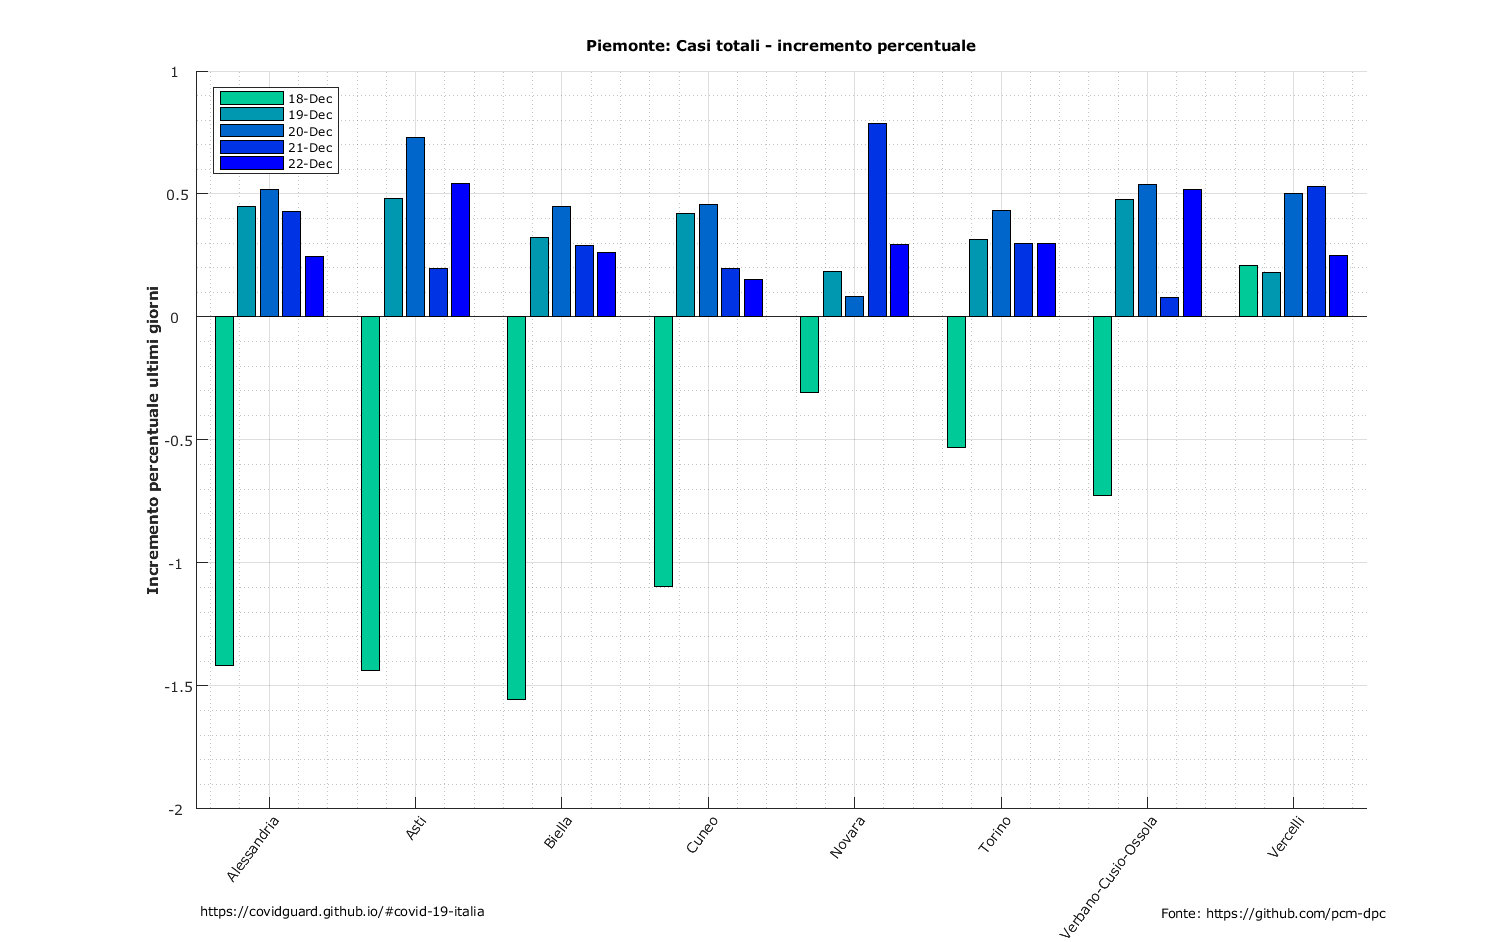 Piemonte: Casi totali - incremento percentuale
18-Dec
19-Dec
20-Dec
21-Dec
22-Dec
Incremento percentuale ultimi giorni
1
0.5
0
-0.5
-1
-1.5
-2
Alessandria
Asti
Biella
Cuneo
Novara
Torino
Verbano-Cusio-Ossola
Vercelli
https://covidguard.github.io/#covid-19-italia
Fonte: https://github.com/pcm-dpc